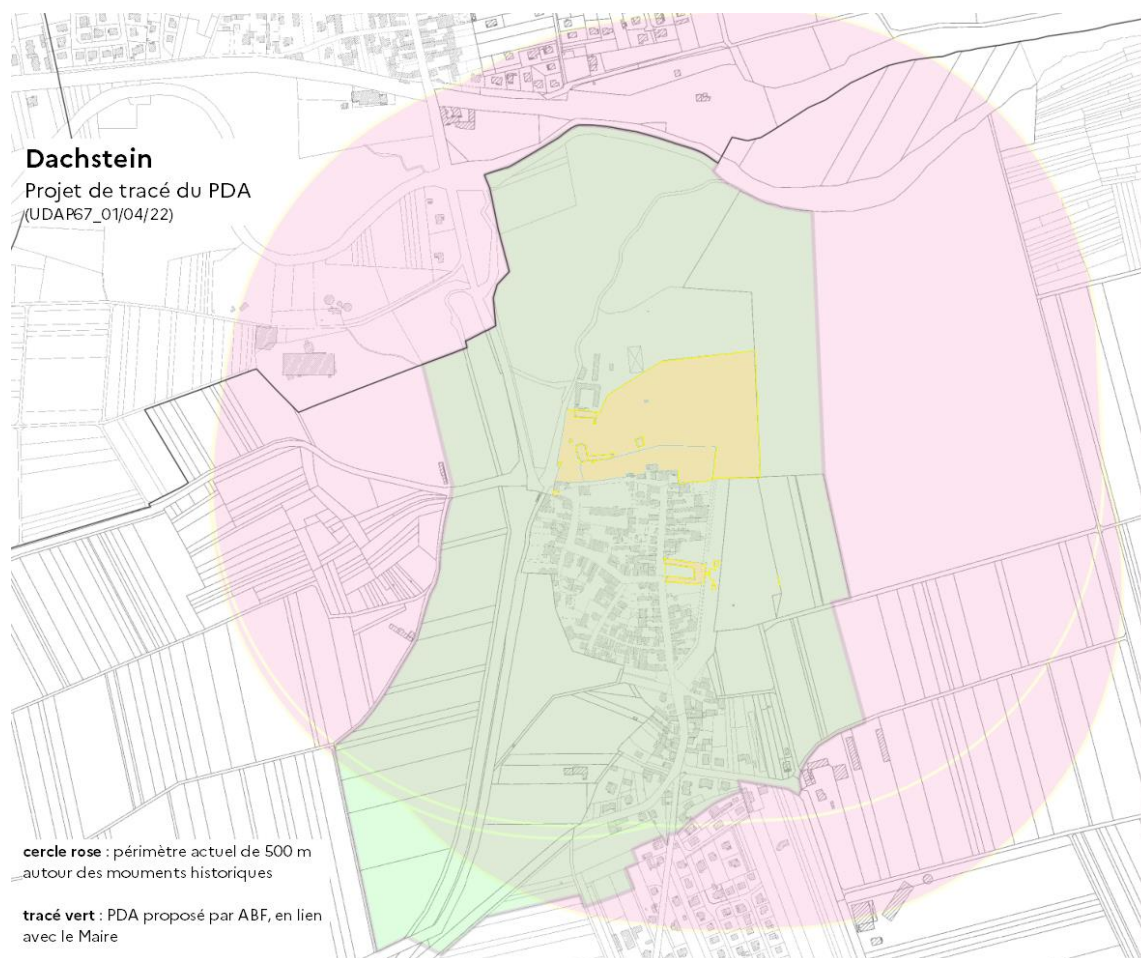 Dachstein
Projet de tracé du PDA
(UDAP67_01/04/22)
cercle rose : périmètre actuel de 500 m
autour des mouments historiques
tracé vert : PDA proposé par ABF, en lien
avec le Maire